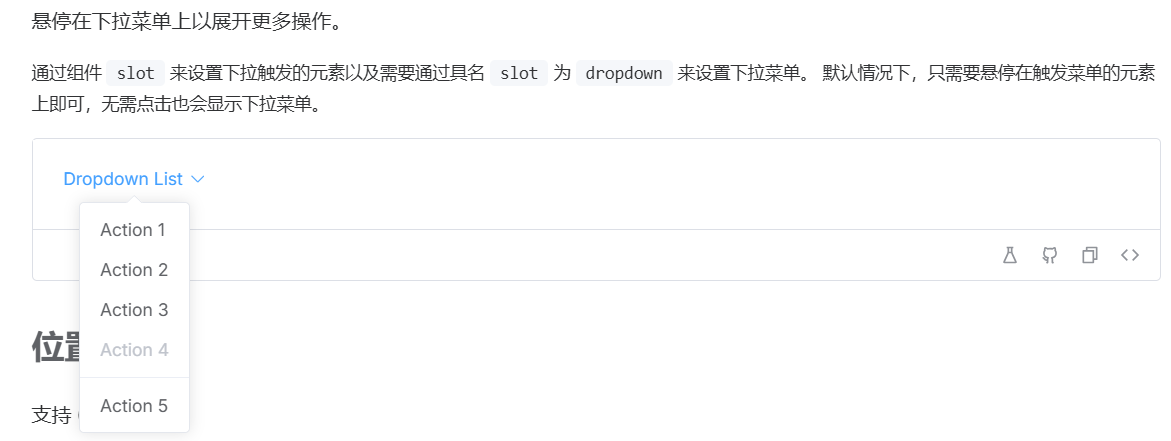 悬停在下拉菜单上以展开更多操作。
通过组件 slot 来设置下拉触发的元素以及需要通过具名 slot 为 dropdown 来设置下拉菜单。 默认情况下，只需要悬停在触发菜单的元素
上即可，无需点击也会显示下拉菜单。
Dropdown List
Action 1
Action 2
Action 3
Action 4
Action 5
位置
支持